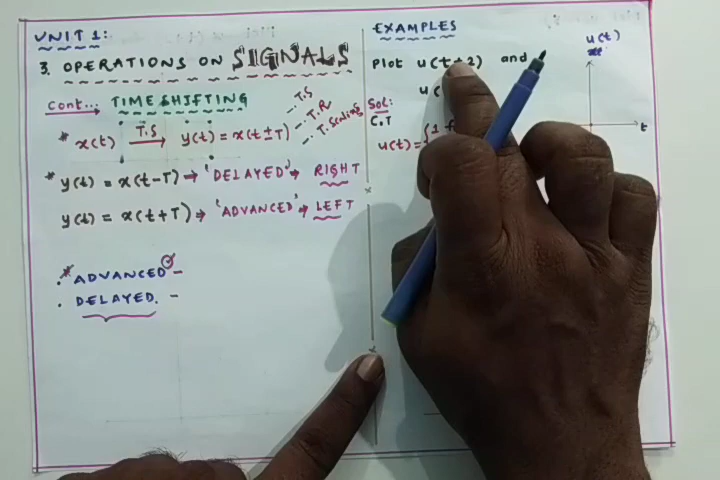 UNIT 1:
3. OPERATIONS ON SIGNALS
cont... TIME SHIFTING
- T.S
- T.R
- T. Scaling
* x(t) T.S → y(t) = x(t ± T)
* y(t) = x(t-T) → 'DELAYED' → RIGHT
y(t) = x(t+T) → 'ADVANCED' → LEFT
* ADVANCED -
. DELAYED. -
EXAMPLES
Plot u(t+2) and
u(
Sol:
C.T
u(t) = { 1
u(t)
t